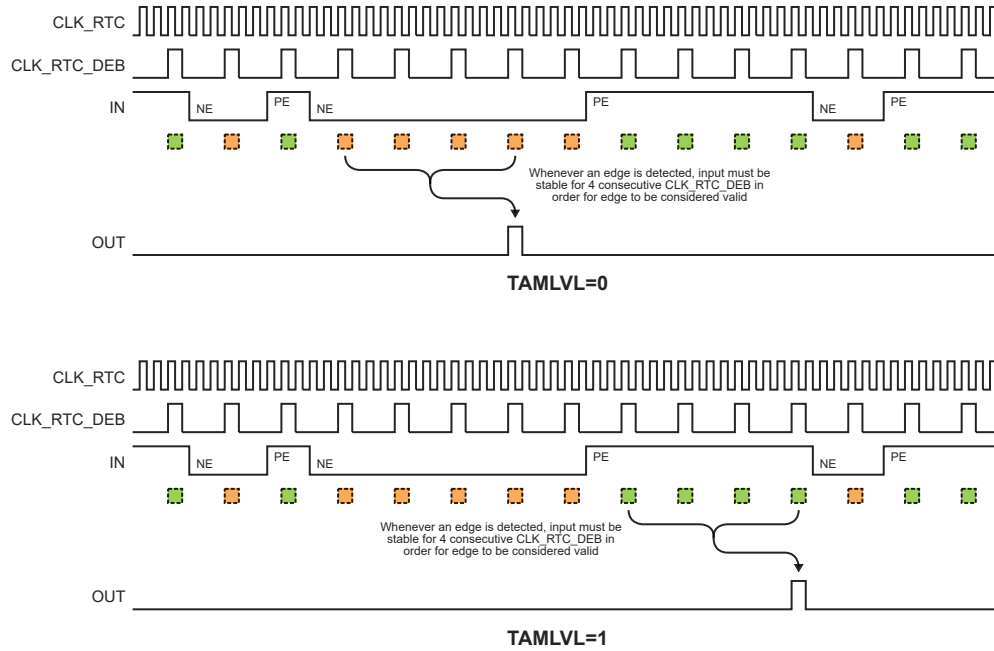 CLK_RTC
CLK_RTC_DEB
IN
NE
PE
NE
PE
NE
PE
Whenever an edge is detected, input must be
stable for 4 consecutive CLK_RTC_DEB in
order for edge to be considered valid
OUT
TAMLVL=0
CLK_RTC
CLK_RTC_DEB
IN
NE
PE
NE
PE
NE
PE
Whenever an edge is detected, input must be
stable for 4 consecutive CLK_RTC_DEB in
order for edge to be considered valid
OUT
TAMLVL=1